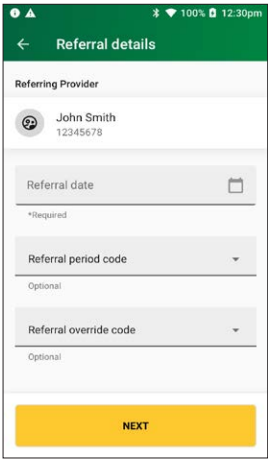 100% 12:30pm
Referral details
Referring Provider
John Smith
12345678
Referral date
*Required
Referral period code
Optional
Referral override code
Optional
NEXT